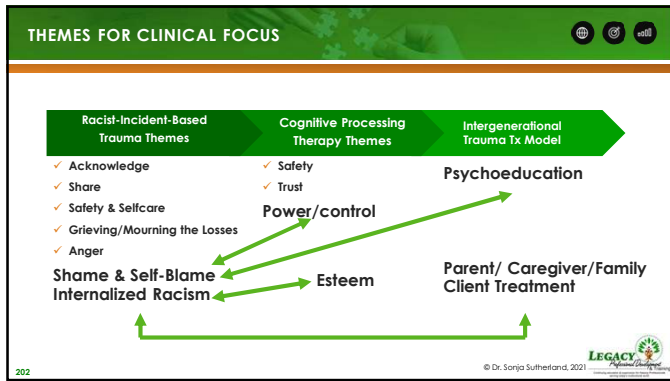 THEMES FOR CLINICAL FOCUS
Racist-Incident-Based
Trauma Themes
✓ Acknowledge
✓ Share
✓ Safety & Selfcare
✓ Grieving/Mourning the Losses
✓ Anger
Shame & Self-Blame
Internalized Racism
Cognitive Processing
Therapy Themes
✓ Safety
✓ Trust
Power/control
Esteem
Intergenerational
Trauma Tx Model
Psychoeducation
Parent/ Caregiver/Family
Client Treatment
202
© Dr. Sonja Sutherland, 2021
LEGACY
Professional Development